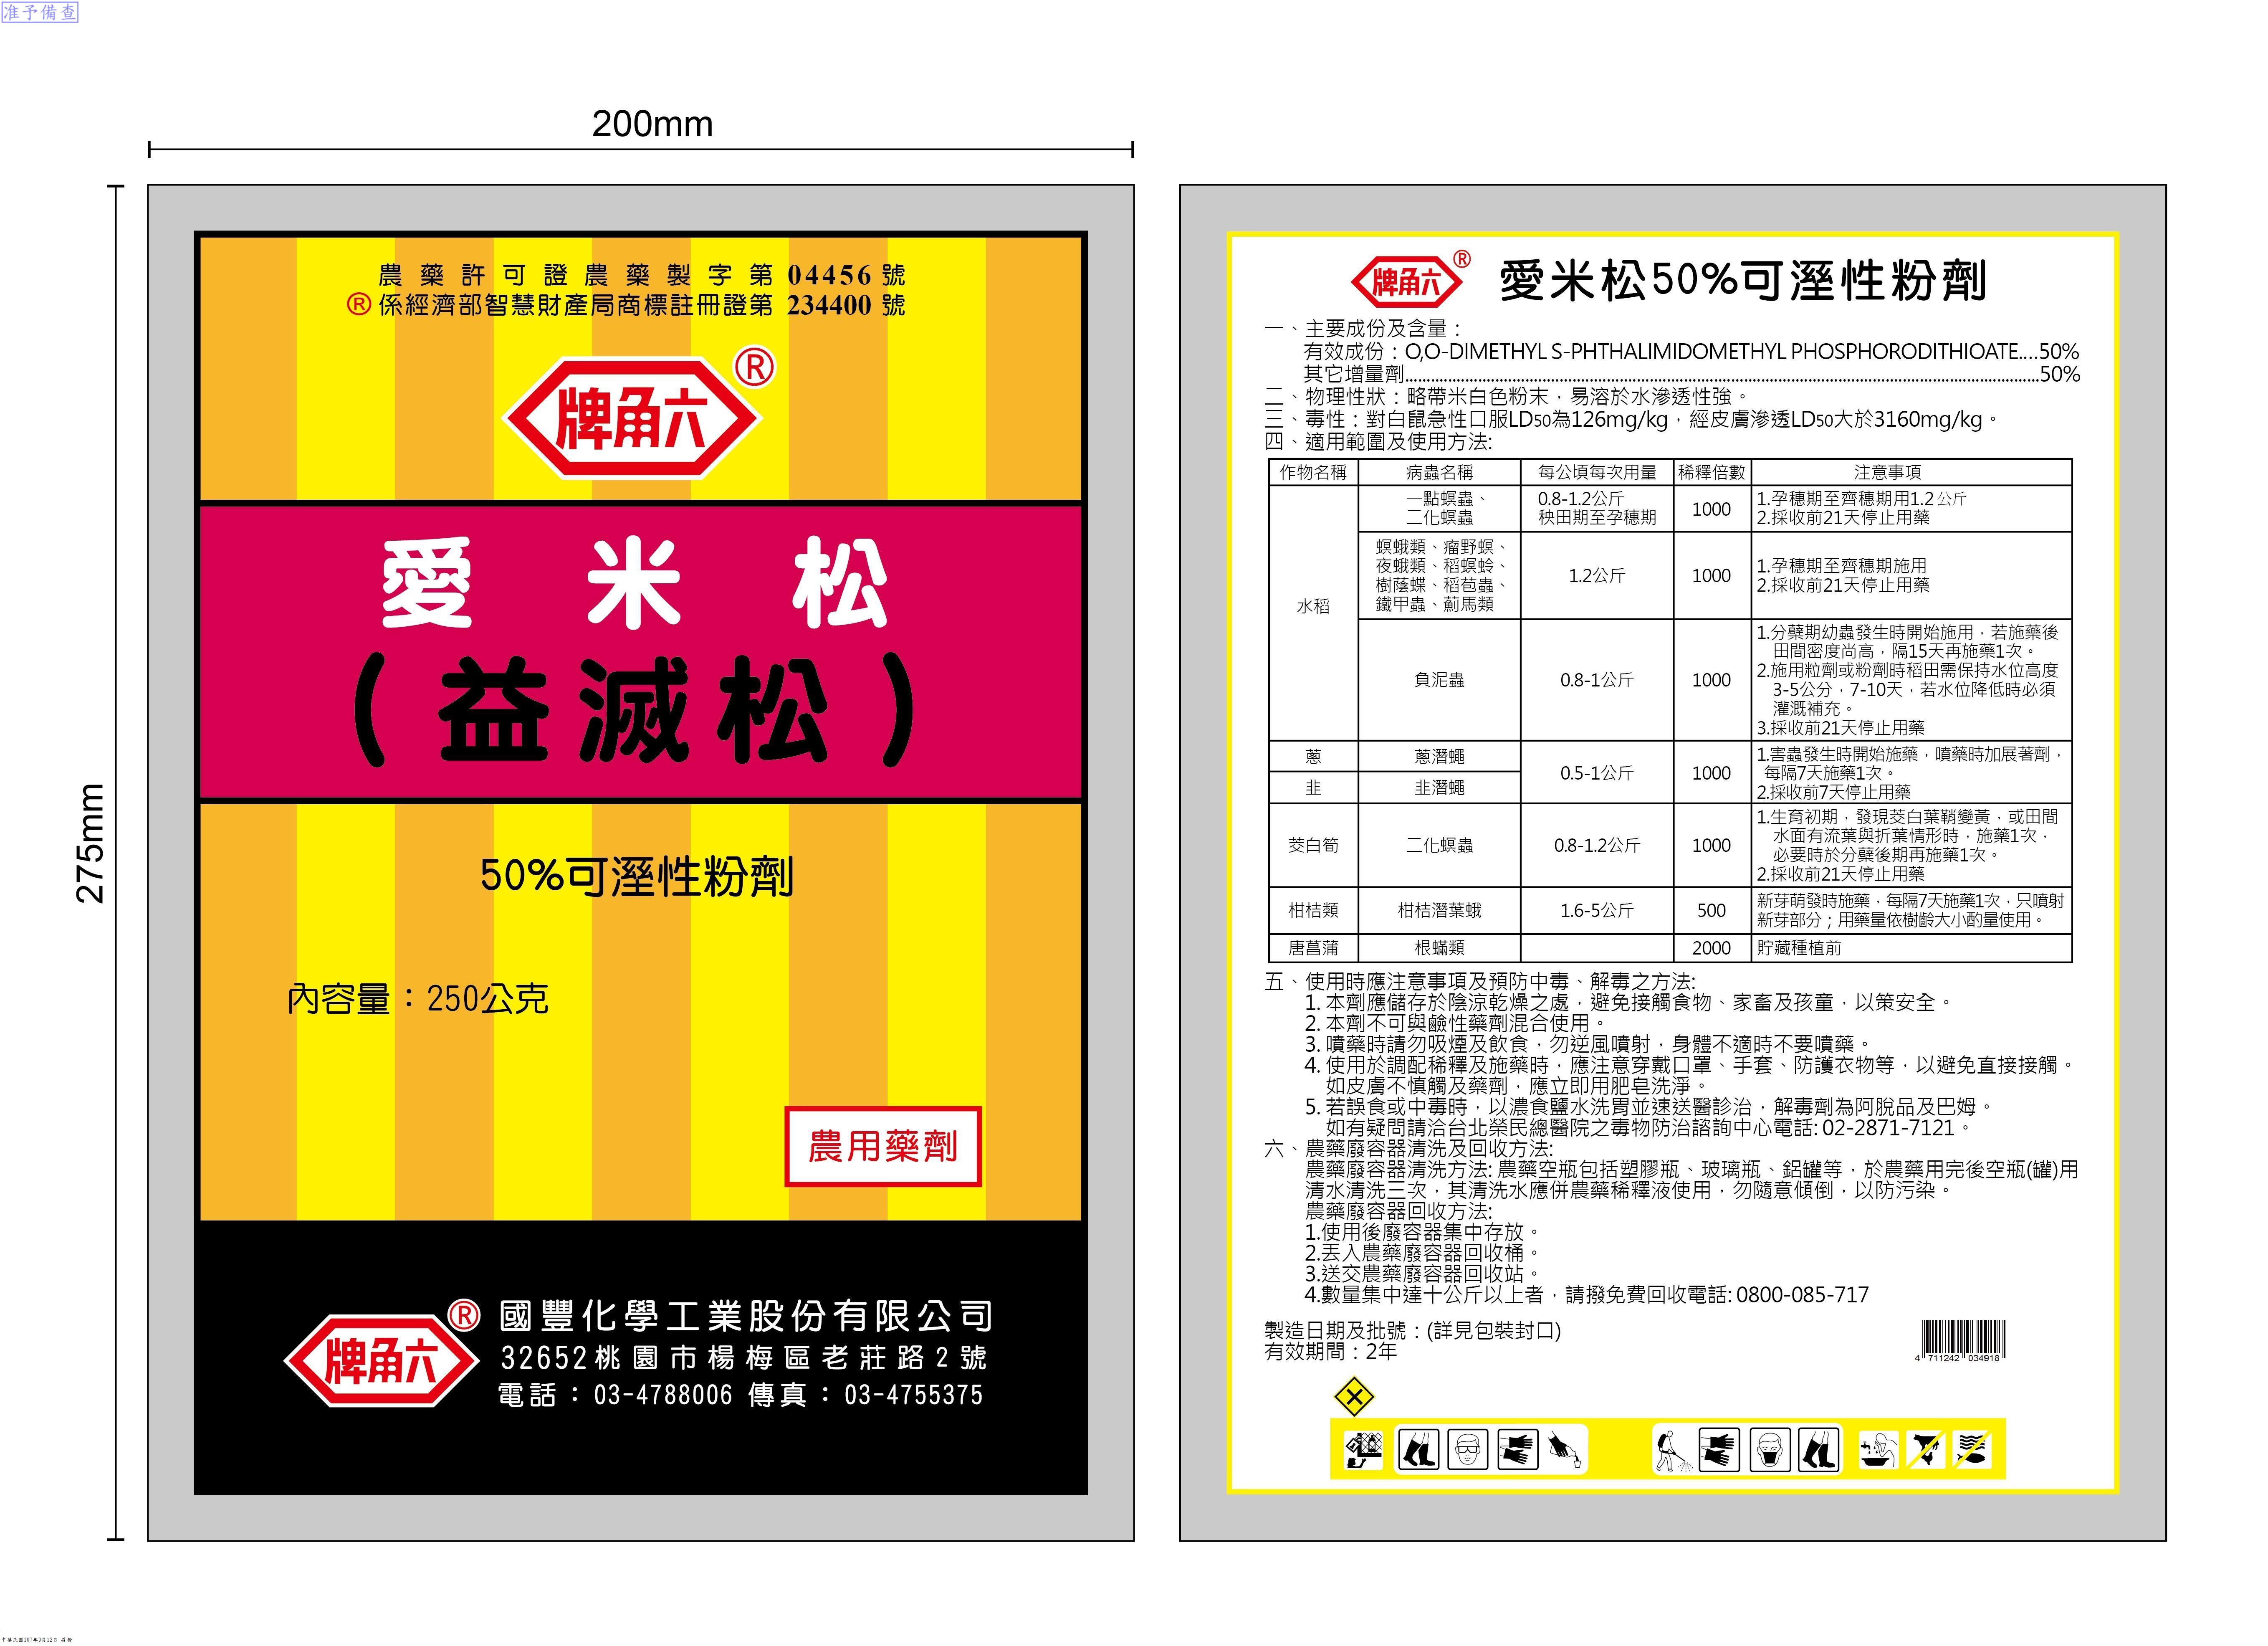 准予備查
200mm
275mm
農藥許可證農藥製字第 04456 號
® 係經濟部智慧財產局商標註冊證第 234400 號
牌角六®
愛米松
(益滅松)
50%可溼性粉劑
內容量：250公克
農用藥劑
牌角六®
國豐化學工業股份有限公司
32652桃園市楊梅區老莊路2號
電話：03-4788006 傳真：03-4755375
牌角六® 愛米松50%可溼性粉劑
一、主要成份及含量：
有效成份：O,O-DIMETHYL S-PHTHALIMIDOMETHYL PHOSPHORODITHIOATE....50%
其它增量劑....50%
二、物理性狀：略帶米白色粉末，易溶於水滲透性強。
三、毒性：對白鼠急性口服LD50為126mg/kg，經皮膚滲透LD50大於3160mg/kg。
四、適用範圍及使用方法:
作物名稱 病蟲名稱 每公頃每次用量 稀釋倍數 注意事項
水稻
一點螟蟲、
二化螟蟲
0.8-1.2公斤
秧田期至孕穗期
1000
1.孕穗期至齊穗期用1.2公斤
2.採收前21天停止用藥
螟蛾類、瘤野螟、
夜蛾類、稻螟蛉、
樹蔭蝶、稻苞蟲、
鐵甲蟲、薊馬類
1.2公斤
1000
1.孕穗期至齊穗期施用
2.採收前21天停止用藥
負泥蟲
0.8-1公斤
1000
1.分蘗期幼蟲發生時開始施用，若施藥後
田間密度尚高，隔15天再施藥1次。
2.施用粒劑或粉劑時稻田需保持水位高度
3-5公分，7-10天，若水位降低時必須
灌溉補充。
3.採收前21天停止用藥
蔥 蔥潛蠅
韭 韭潛蠅
0.5-1公斤
1000
1.害蟲發生時開始施藥，噴藥時加展著劑，
每隔7天施藥1次。
2.採收前7天停止用藥
茭白筍 二化螟蟲 0.8-1.2公斤 1000
1.生育初期，發現茭白葉鞘變黃，或田間
水面有流葉與折葉情形時，施藥1次，
必要時於分蘗後期再施藥1次。
2.採收前21天停止用藥
柑桔類 柑桔潛葉蛾 1.6-5公斤 500
新芽萌發時施藥，每隔7天施藥1次，只噴射
新芽部分；用藥量依樹齡大小酌量使用。
唐菖蒲 根蟎類 2000 貯藏種植前
五、使用時應注意事項及預防中毒、解毒之方法:
1. 本劑應儲存於陰涼乾燥之處，避免接觸食物、家畜及孩童，以策安全。
2. 本劑不可與鹼性藥劑混合使用。
3. 噴藥時請勿吸煙及飲食，勿逆風噴射，身體不適時不要噴藥。
4. 使用於調配稀釋及施藥時，應注意穿戴口罩、手套、防護衣物等，以避免直接接觸。
如皮膚不慎觸及藥劑，應立即用肥皂洗淨。
5. 若誤食或中毒時，以濃食鹽水洗胃並速送醫診治，解毒劑為阿脫品及巴姆。
如有疑問請洽台北榮民總醫院之毒物防治諮詢中心電話: 02-2871-7121。
六、農藥廢容器清洗及回收方法:
農藥廢容器清洗方法: 農藥空瓶包括塑膠瓶、玻璃瓶、鋁罐等，於農藥用完後空瓶(罐)用
清水清洗三次，其清洗水應併農藥稀釋液使用，勿隨意傾倒，以防污染。
農藥廢容器回收方法:
1.使用後廢容器集中存放。
2.丟入農藥廢容器回收桶。
3.送交農藥廢容器回收站。
4.數量集中達十公斤以上者，請撥免費回收電話: 0800-085-717
製造日期及批號：(詳見包裝封口)
有效期間：2年
4 711242 034918
中華民國107年9月12日